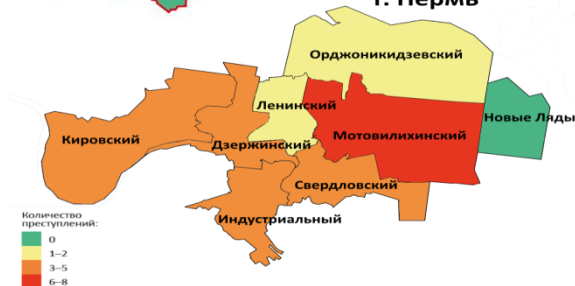 г. Пермь
Орджоникидзевский
Ленинский
Новые Ляды
Кировский
Мотовилихинский
Дзержинский
Свердловский
Индустриальный
Количество
преступлений:
0
1–2
3–5
6–8